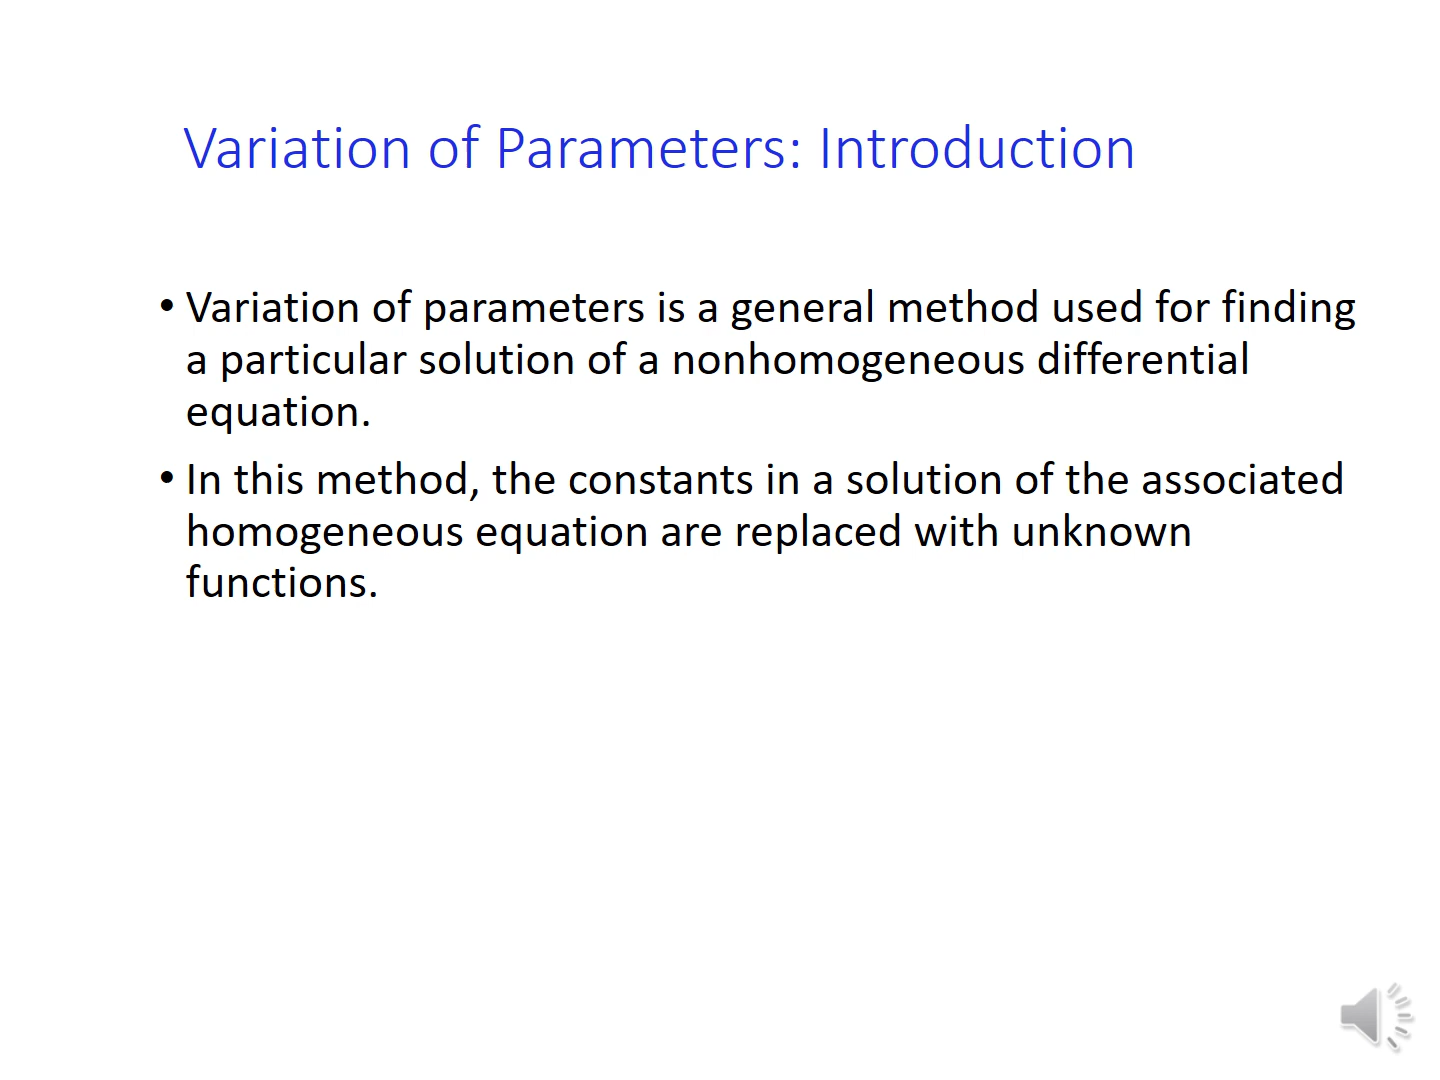 Variation of Parameters: Introduction
• Variation of parameters is a general method used for finding
a particular solution of a nonhomogeneous differential
equation.
• In this method, the constants in a solution of the associated
homogeneous equation are replaced with unknown
functions.